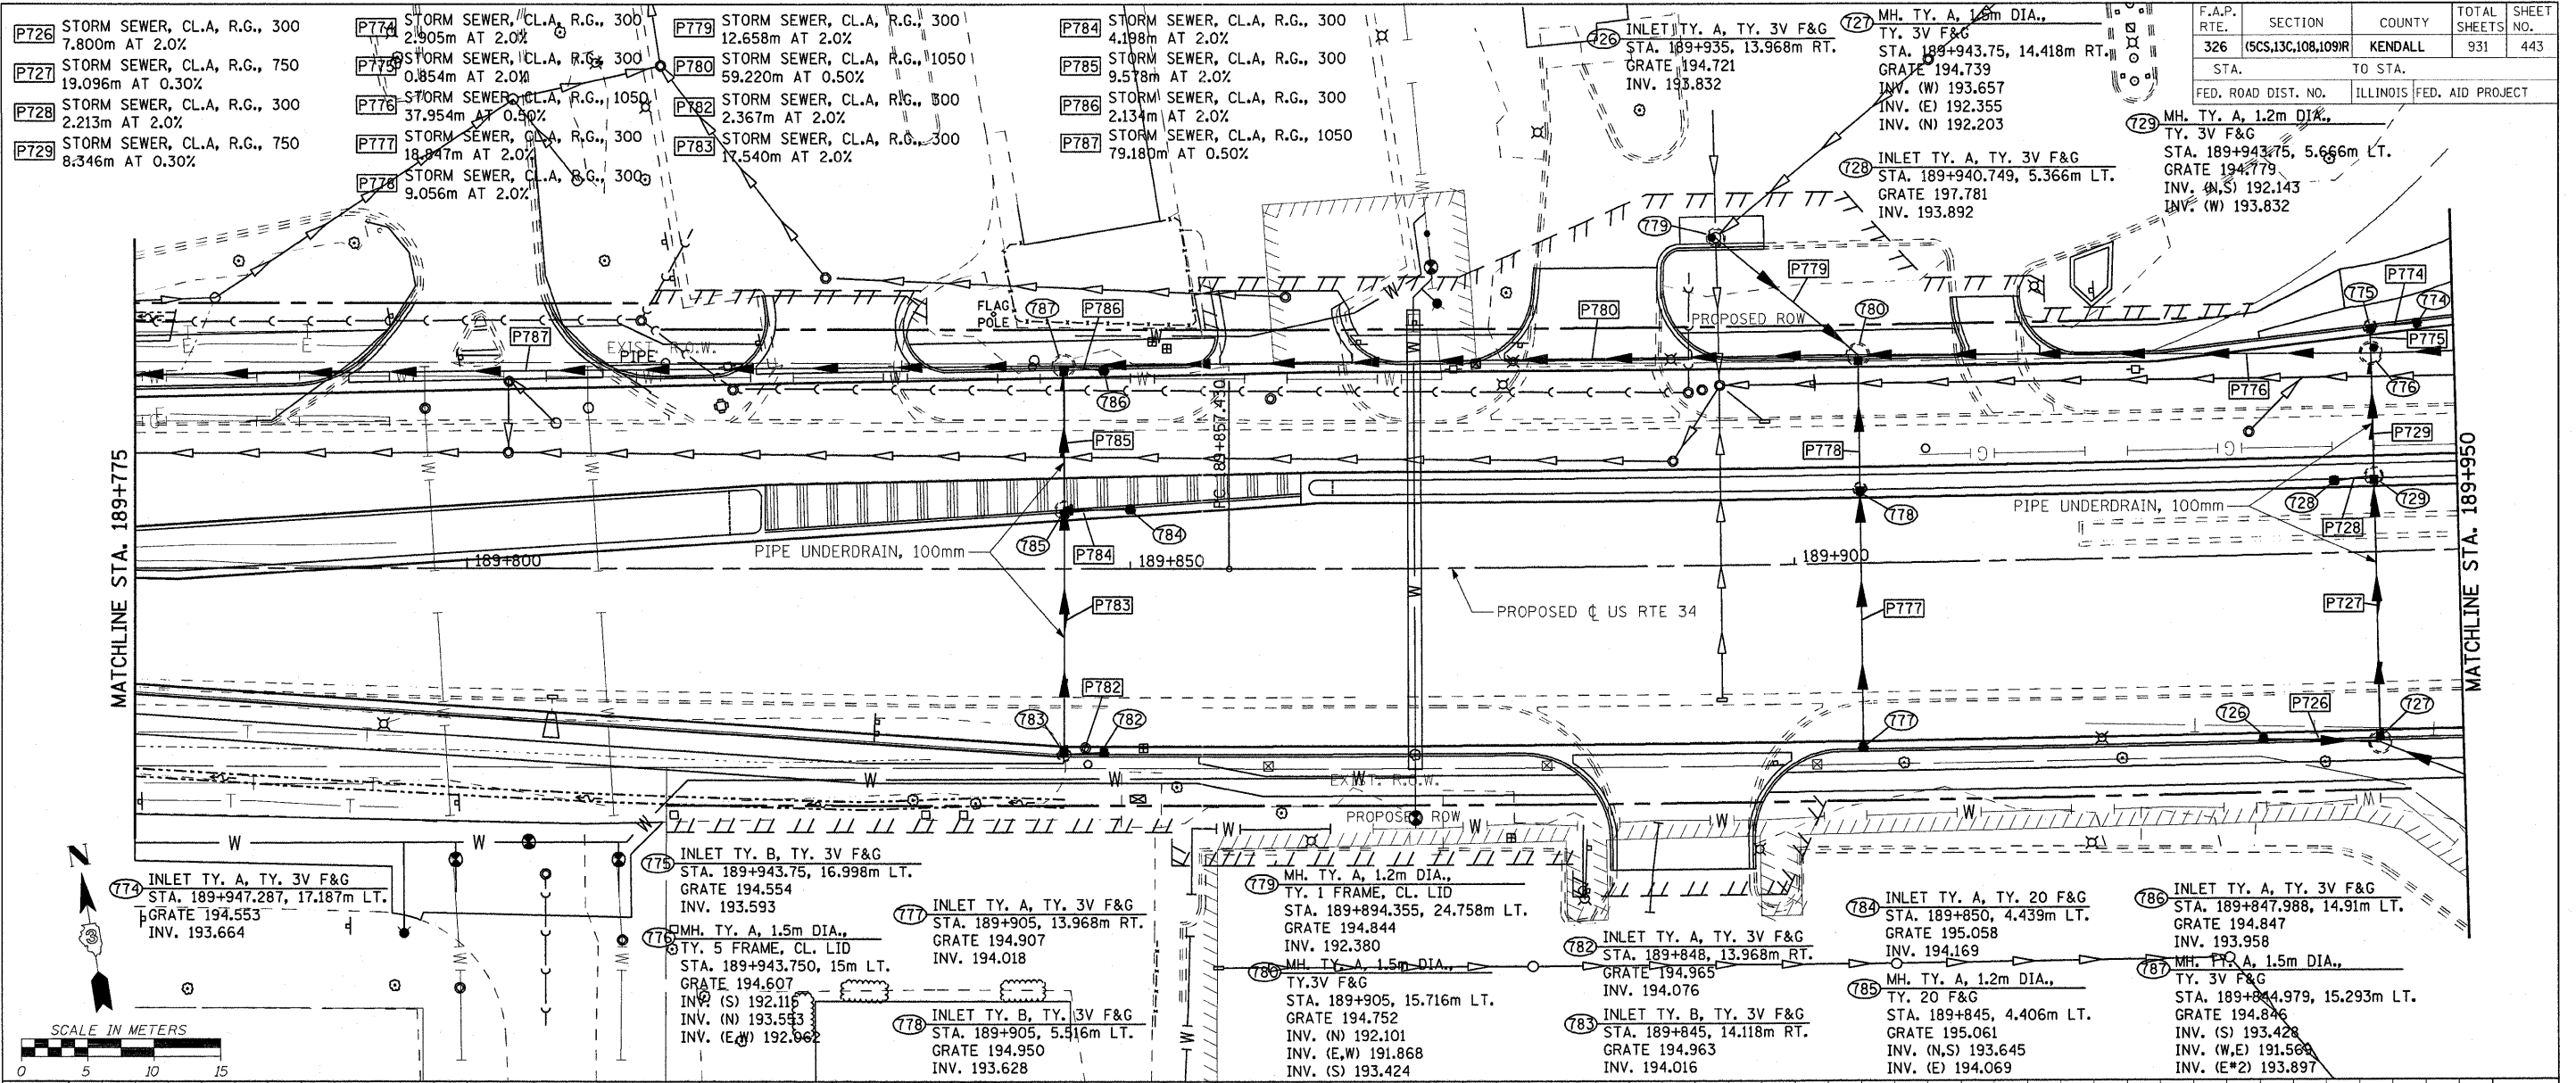 P726 STORM SEWER, CL.A, R.G., 300
7.800m AT 2.0%
P727 STORM SEWER, CL.A, R.G., 750
19.096m AT 0.30%
P728 STORM SEWER, CL.A, R.G., 300
2.213m AT 2.0%
P729 STORM SEWER, CL.A, R.G., 750
8.346m AT 0.30%
P774 STORM SEWER, CL.A, R.G., 300
2.905m AT 2.0%
P775 STORM SEWER, CL.A, R.G., 300
0.854m AT 2.0%
P776 STORM SEWER, CL.A, R.G., 1050
37.954m AT 0.50%
P777 STORM SEWER, CL.A, R.G., 300
18.847m AT 2.0%
P778 STORM SEWER, CL.A, R.G., 300
9.056m AT 2.0%
P779 STORM SEWER, CL.A, R.G., 300
12.658m AT 2.0%
P780 STORM SEWER, CL.A, R.G., 1050
59.220m AT 0.50%
P782 STORM SEWER, CL.A, R.G., 300
2.367m AT 2.0%
P783 STORM SEWER, CL.A, R.G., 300
17.540m AT 2.0%
P784 STORM SEWER, CL.A, R.G., 300
4.198m AT 2.0%
P785 STORM SEWER, CL.A, R.G., 300
9.578m AT 2.0%
P786 STORM SEWER, CL.A, R.G., 300
2.134m AT 2.0%
P787 STORM SEWER, CL.A, R.G., 1050
79.180m AT 0.50%
726 INLET TY. A, TY. 3V F&G
STA. 189+935, 13.968m RT.
GRATE 194.721
INV. 193.832
727 MH. TY. A, 1.5m DIA.,
TY. 3V F&G
STA. 189+943.75, 14.418m RT.
GRATE 194.739
INV. (W) 193.657
INV. (E) 192.355
INV. (N) 192.203
728 INLET TY. A, TY. 3V F&G
STA. 189+940.749, 5.366m LT.
GRATE 197.781
INV. 193.892
F.A.P. RTE. SECTION COUNTY TOTAL SHEETS SHEET NO.
326 (5CS,13C,108,109)R KENDALL 931 443
STA. TO STA.
FED. ROAD DIST. NO. ILLINOIS FED. AID PROJECT
729 MH. TY. A, 1.2m DIA.,
TY. 3V F&G
STA. 189+943.75, 5.666m LT.
GRATE 194.779
INV. (N,S) 192.143
INV. (W) 193.832
779
P779
P774
775
774
FLAG
POLE
787
P786
P780
PROPOSED ROW
780
P787
EXIST. R.O.W.
PIPE
P775
786
P776
776
P785
P778
P729
P.C. 189+857.430
MATCHLINE STA. 189+775
MATCHLINE STA. 189+950
PIPE UNDERDRAIN, 100mm
785
P784
784
778
PIPE UNDERDRAIN, 100mm
728
729
P728
189+800
189+850
189+900
P783
PROPOSED ℄ US RTE 34
P777
P727
783
P782
782
777
726
P726
727
EXIST. R.O.W.
PROPOSED ROW
N
3
774 INLET TY. A, TY. 3V F&G
STA. 189+947.287, 17.187m LT.
GRATE 194.553
INV. 193.664
775 INLET TY. B, TY. 3V F&G
STA. 189+943.75, 16.998m LT.
GRATE 194.554
INV. 193.593
776 MH. TY. A, 1.5m DIA.,
TY. 5 FRAME, CL. LID
STA. 189+943.750, 15m LT.
GRATE 194.607
INV. (S) 192.115
INV. (N) 193.553
INV. (E,W) 192.062
777 INLET TY. A, TY. 3V F&G
STA. 189+905, 13.968m RT.
GRATE 194.907
INV. 194.018
778 INLET TY. B, TY. 3V F&G
STA. 189+905, 5.516m LT.
GRATE 194.950
INV. 193.628
779 MH. TY. A, 1.2m DIA.,
TY. 1 FRAME, CL. LID
STA. 189+894.355, 24.758m LT.
GRATE 194.844
INV. 192.380
780 MH. TY. A, 1.5m DIA.,
TY.3V F&G
STA. 189+905, 15.716m LT.
GRATE 194.752
INV. (N) 192.101
INV. (E,W) 191.868
INV. (S) 193.424
782 INLET TY. A, TY. 3V F&G
STA. 189+848, 13.968m RT.
GRATE 194.965
INV. 194.076
783 INLET TY. B, TY. 3V F&G
STA. 189+845, 14.118m RT.
GRATE 194.963
INV. 194.016
784 INLET TY. A, TY. 20 F&G
STA. 189+850, 4.439m LT.
GRATE 195.058
INV. 194.169
785 MH. TY. A, 1.2m DIA.,
TY. 20 F&G
STA. 189+845, 4.406m LT.
GRATE 195.061
INV. (N,S) 193.645
INV. (E) 194.069
786 INLET TY. A, TY. 3V F&G
STA. 189+847.988, 14.91m LT.
GRATE 194.847
INV. 193.958
787 MH. TY. A, 1.5m DIA.,
TY. 3V F&G
STA. 189+844.979, 15.293m LT.
GRATE 194.846
INV. (S) 193.428
INV. (W,E) 191.569
INV. (E#2) 193.897
SCALE IN METERS
0 5 10 15